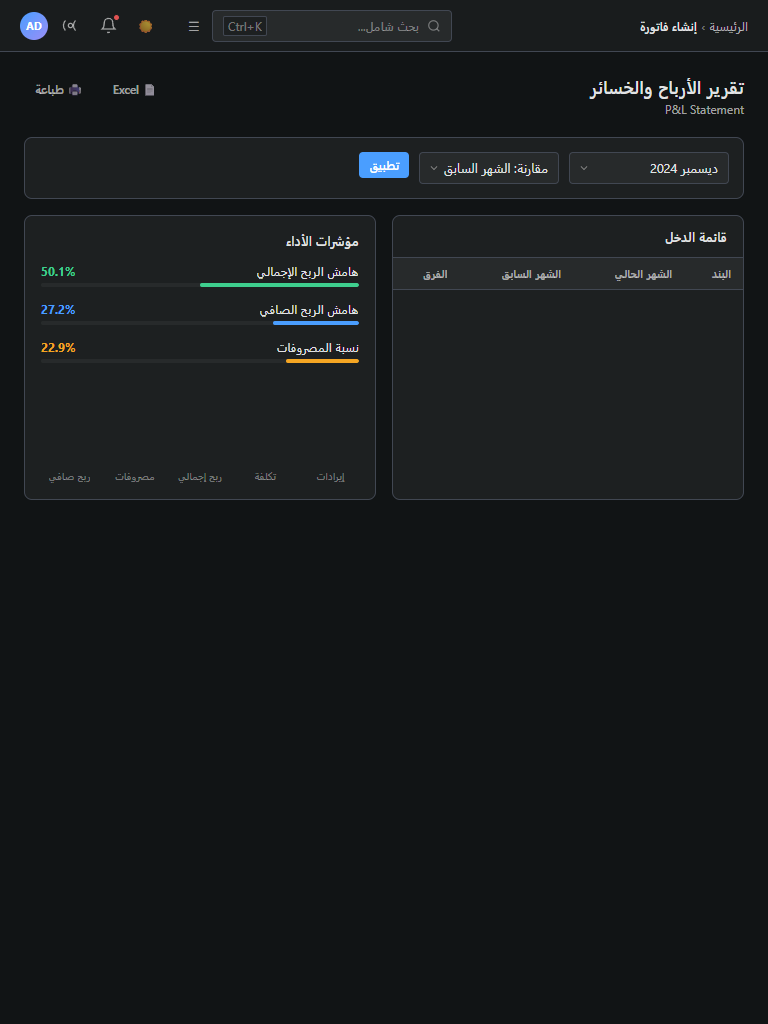 الرئيسية › إنشاء فاتورة
بحث شامل... Ctrl+K
AD
تقرير الأرباح والخسائر
P&L Statement
Excel
طباعة
ديسمبر 2024
مقارنة: الشهر السابق
تطبيق
قائمة الدخل
البند الشهر الحالي الشهر السابق الفرق
مؤشرات الأداء
هامش الربح الإجمالي 50.1%
هامش الربح الصافي 27.2%
نسبة المصروفات 22.9%
إيرادات تكلفة ربح إجمالي مصروفات ربح صافي